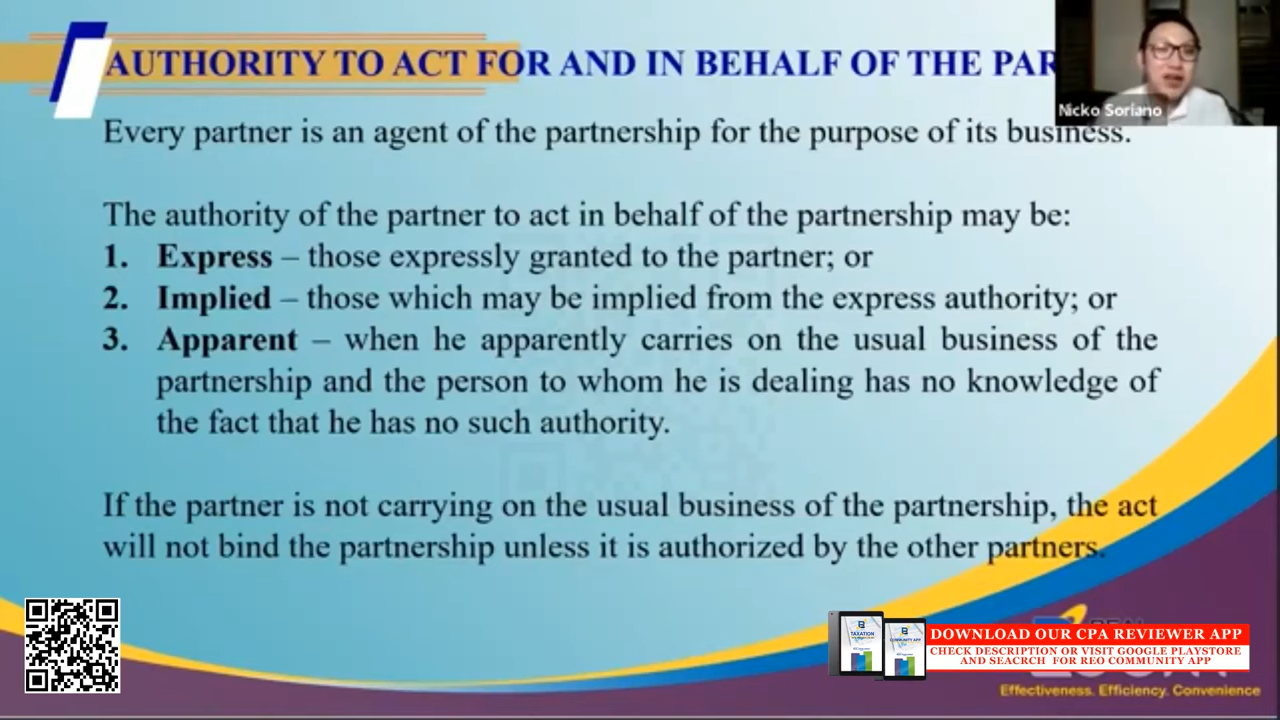 AUTHORITY TO ACT FOR AND IN BEHALF OF THE PAR
Nicko Soriano
Every partner is an agent of the partnership for the purpose of its business.
The authority of the partner to act in behalf of the partnership may be:
1. Express – those expressly granted to the partner; or
2. Implied – those which may be implied from the express authority; or
3. Apparent – when he apparently carries on the usual business of the
partnership and the person to whom he is dealing has no knowledge of
the fact that he has no such authority.
If the partner is not carrying on the usual business of the partnership, the act
will not bind the partnership unless it is authorized by the other partners.
TAXATION
COMMUNITY APP
DOWNLOAD OUR CPA REVIEWER APP
CHECK DESCRIPTION OR VISIT GOOGLE PLAYSTORE
AND SEACRCH FOR REO COMMUNITY APP
Effectiveness. Efficiency. Convenience